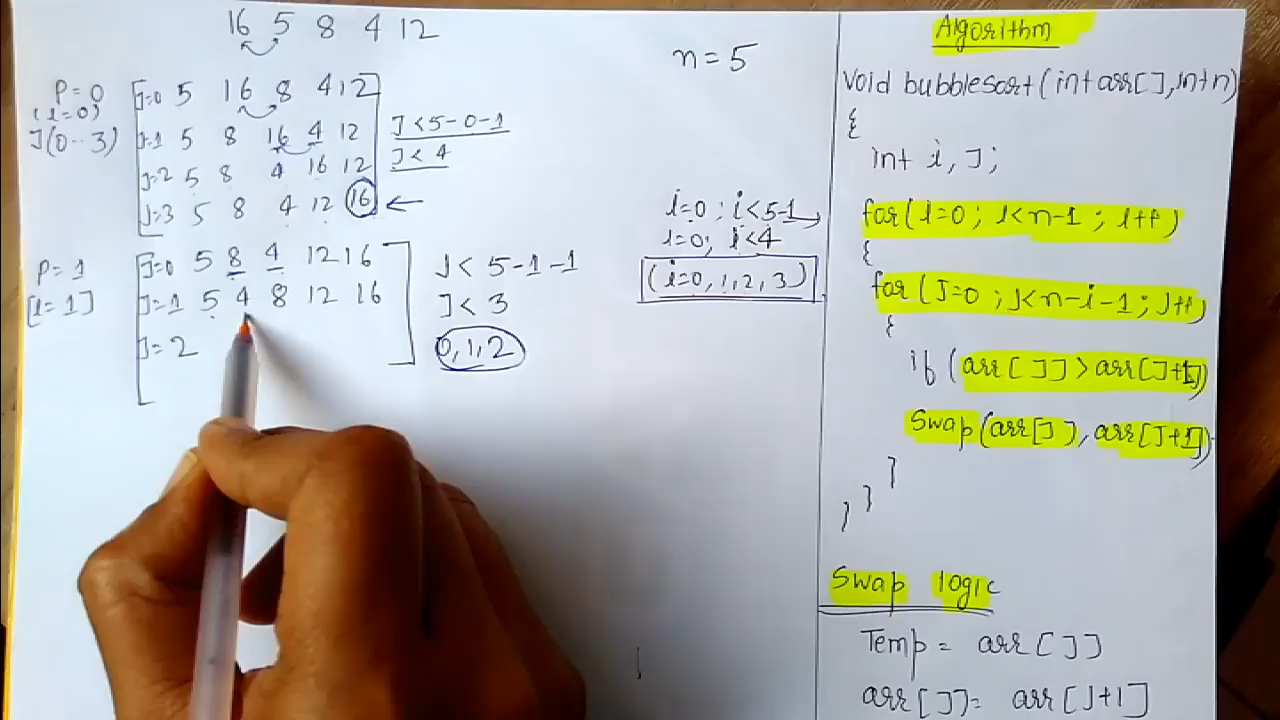 16 5 8 4 12
n=5
P=0
(i=0)
J(0--3)
J=0 5 16 8 4 12
J=1 5 8 16 4 12
J=2 5 8 4 16 12
J=3 5 8 4 12 16 ←
J<5-0-1
J<4
P=1
[i=1]
J=0 5 8 4 12 16
J=1 5 4 8 12 16
J=2
J< 5-1-1
J<3
0,1,2
i=0; i<5-1
i=0; i<4
(i=0,1,2,3)
Algorithm
void bubblesort(int arr[], int n)
{
int i, J;
for(i=0; i<n-1; i++)
{
for(J=0; J<n-i-1; J++)
{
if (arr[J]>arr[J+1])
Swap(arr[J], arr[J+1])
}
}
}
Swap logic
Temp= arr[J]
arr[J]= arr[J+1]